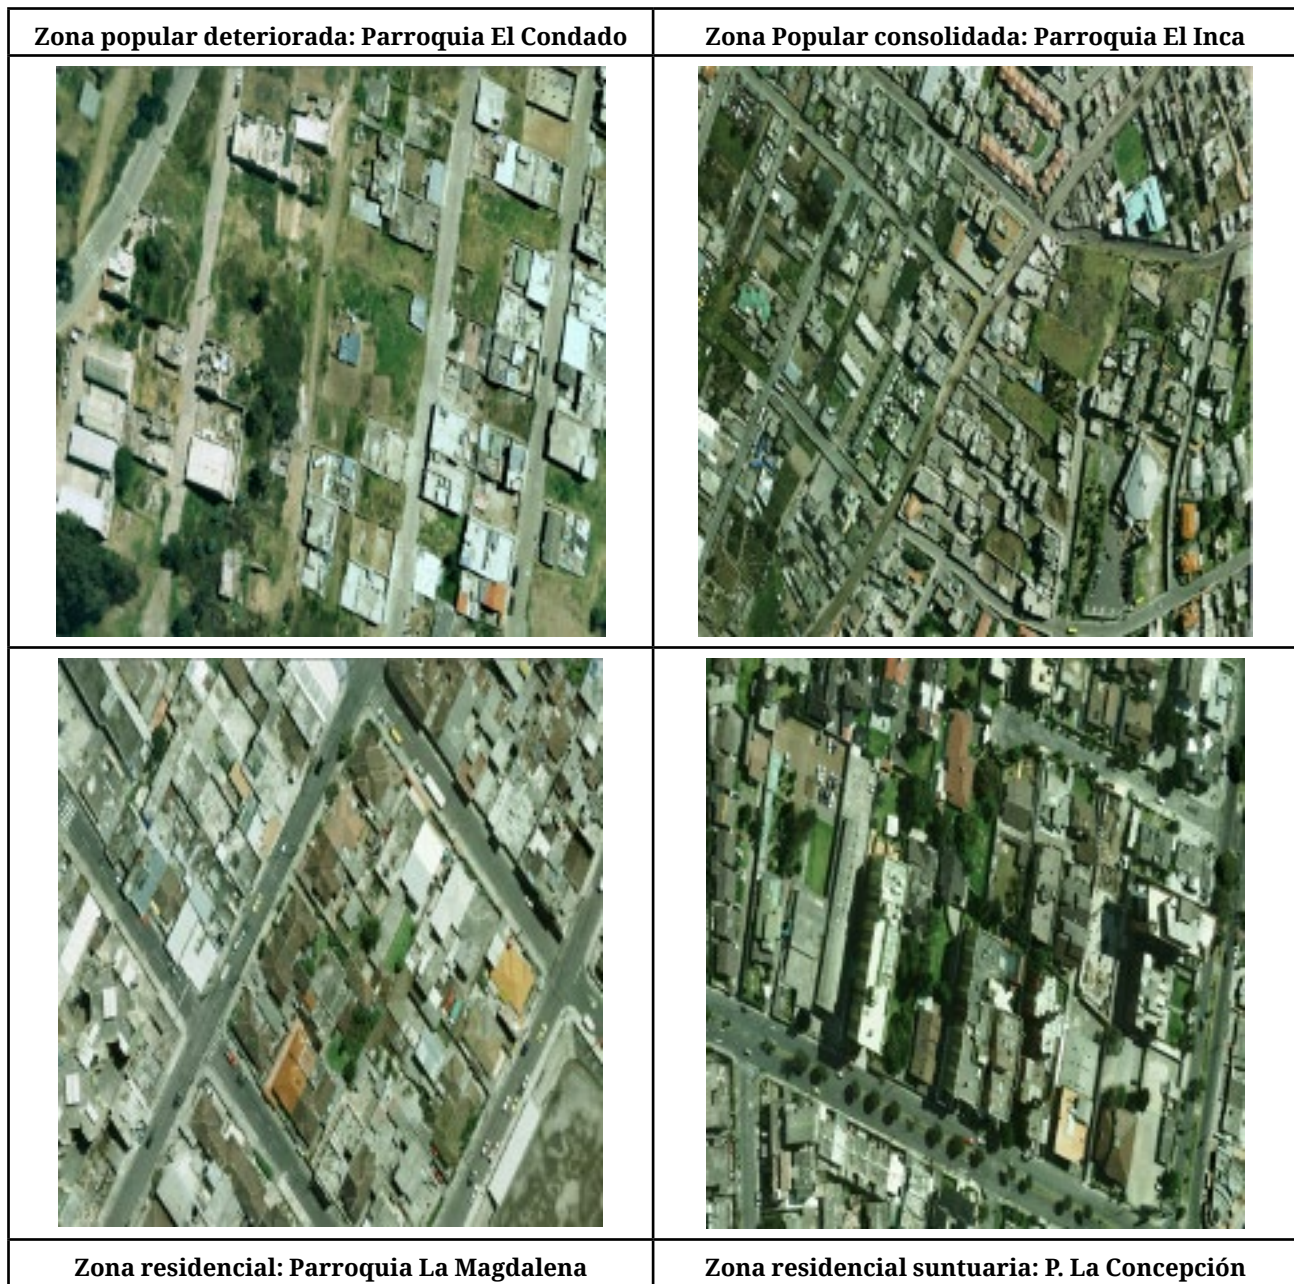 Zona popular deteriorada: Parroquia El Condado
Zona Popular consolidada: Parroquia El Inca
Zona residencial: Parroquia La Magdalena
Zona residencial suntuaria: P. La Concepción